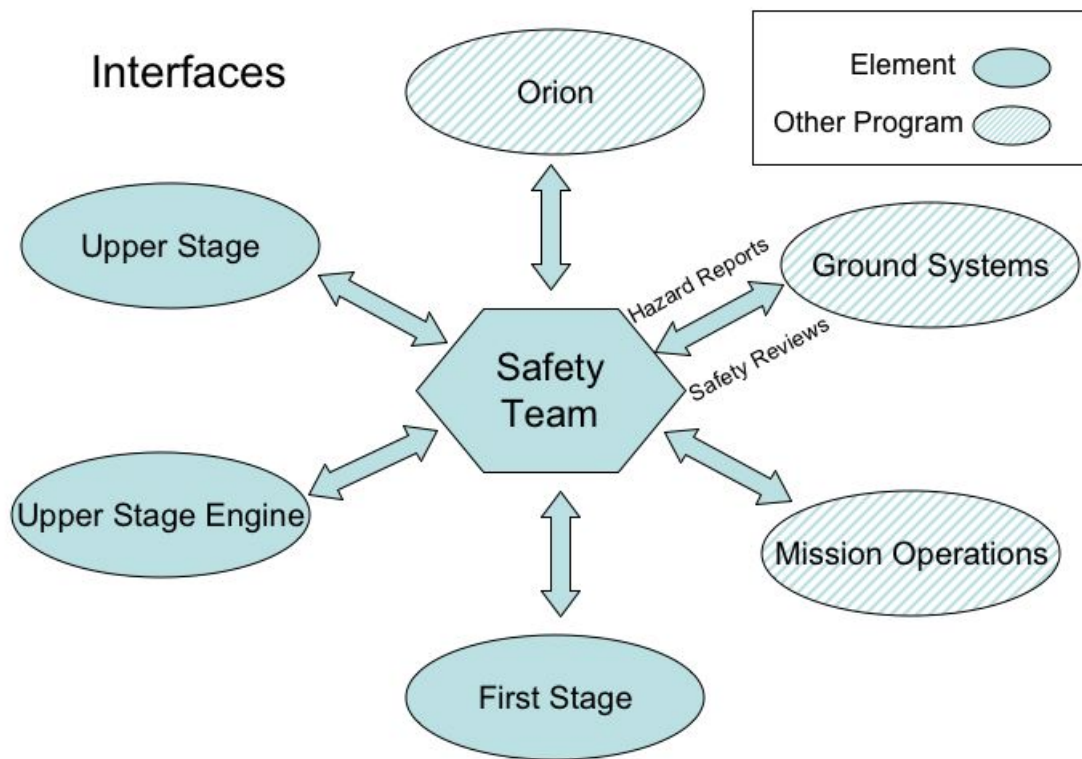 Interfaces
Orion
Element
Other Program
Upper Stage
Hazard Reports
Ground Systems
Safety Reviews
Safety
Team
Upper Stage Engine
Mission Operations
First Stage